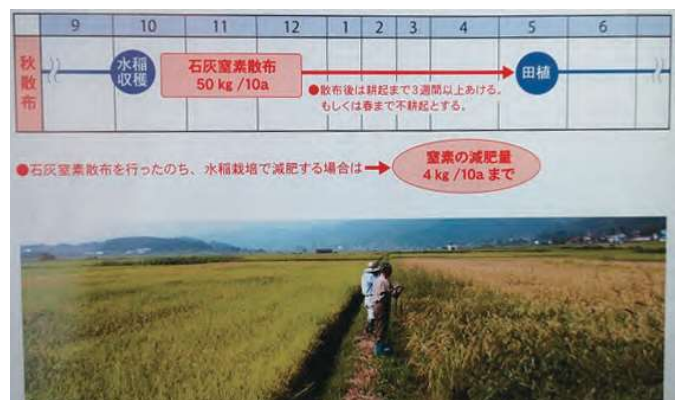 9 10 11 12 1 2 3 4 5 6
秋散布
水稲
収穫
石灰窒素散布
50 kg /10a
●散布後は耕起まで3週間以上あける。
もしくは春まで不耕起とする。
田植
●石灰窒素散布を行ったのち、水稲栽培で減肥する場合は
窒素の減肥量
4 kg /10a まで